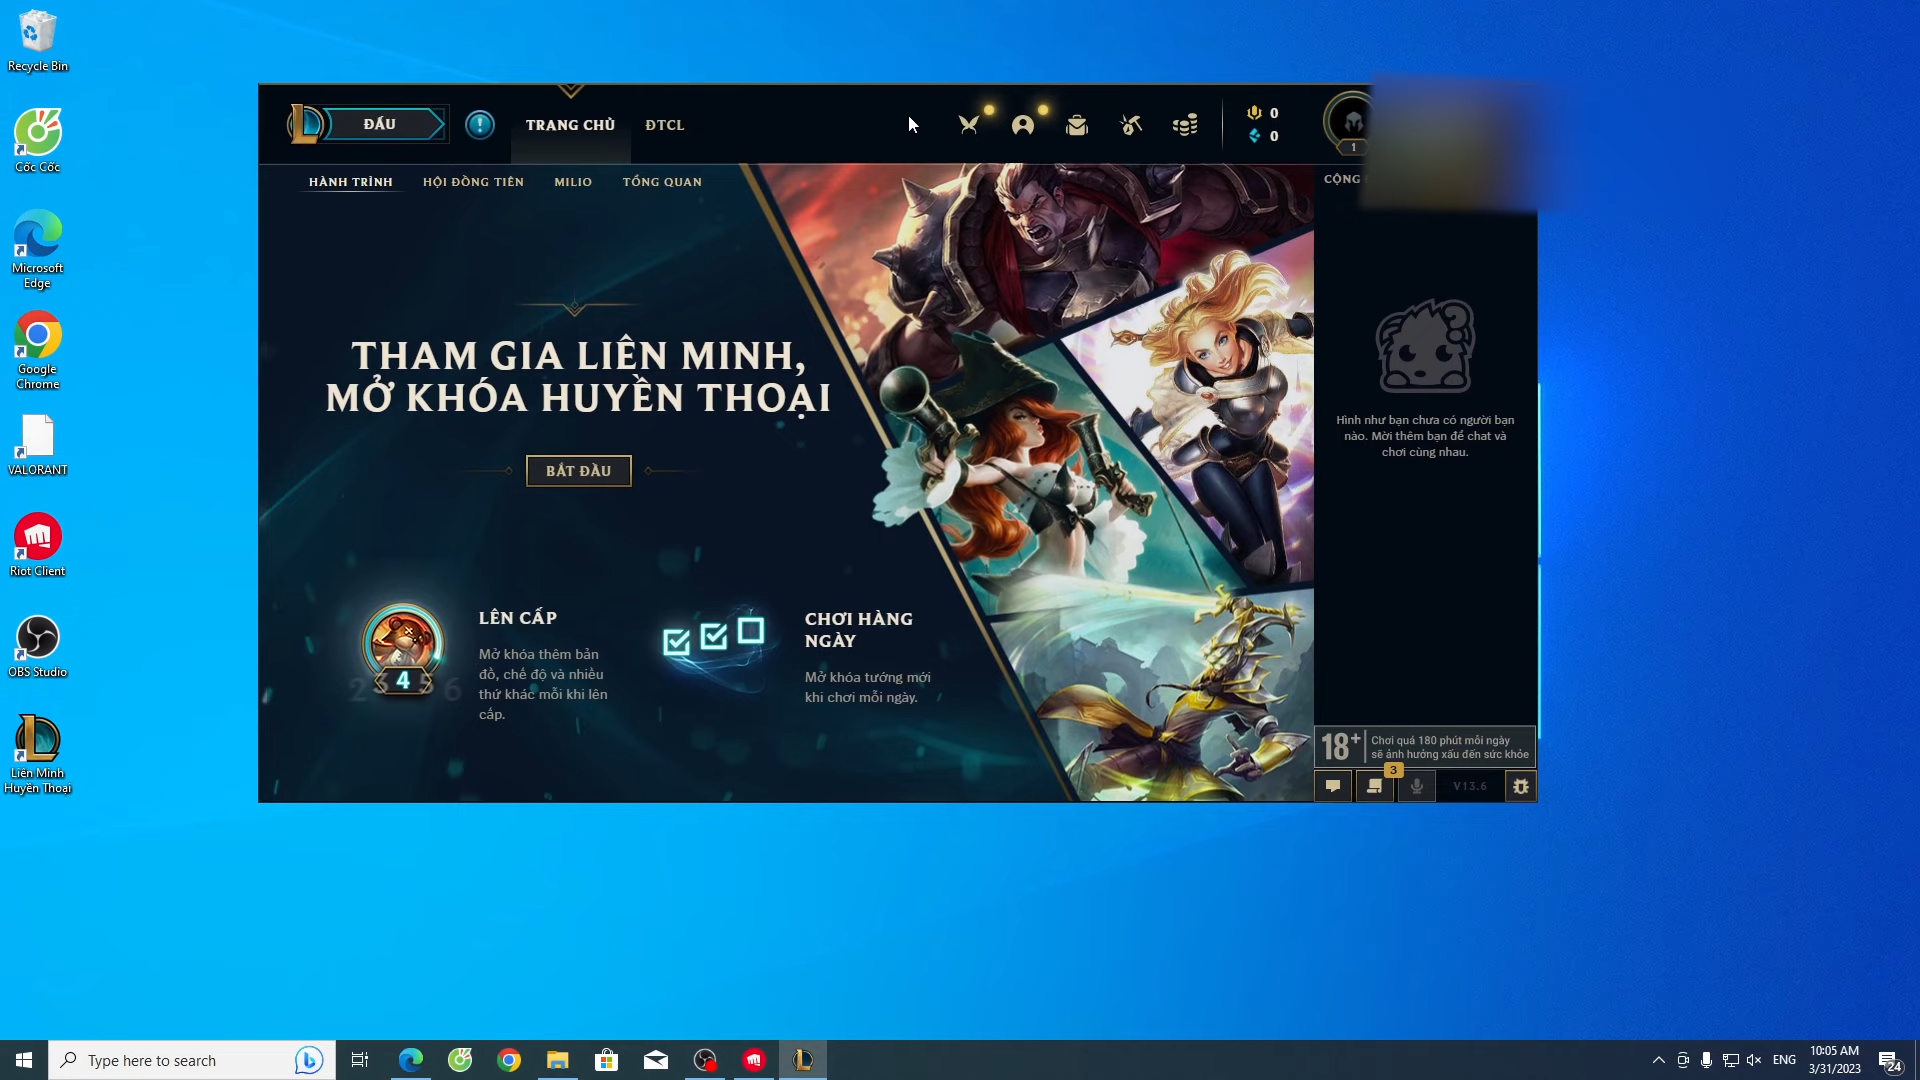 Recycle Bin
Cốc Cốc
Microsoft
Edge
Google
Chrome
VALORANT
Riot Client
OBS Studio
Liên Minh
Huyền Thoại
ĐẤU
TRANG CHỦ
ĐTCL
0
0
1
HÀNH TRÌNH
HỘI ĐỒNG TIÊN
MILIO
TỔNG QUAN
CỘNG
THAM GIA LIÊN MINH,
MỞ KHÓA HUYỀN THOẠI
BẮT ĐẦU
2 3 4 5 6
LÊN CẤP
Mở khóa thêm bản
đồ, chế độ và nhiều
thứ khác mỗi khi lên
cấp.
CHƠI HÀNG
NGÀY
Mở khóa tướng mới
khi chơi mỗi ngày.
Hình như bạn chưa có người bạn
nào. Mời thêm bạn để chat và
chơi cùng nhau.
18+
Chơi quá 180 phút mỗi ngày
sẽ ảnh hưởng xấu đến sức khỏe
3
V13.6
Type here to search
ENG
10:05 AM
3/31/2023
24